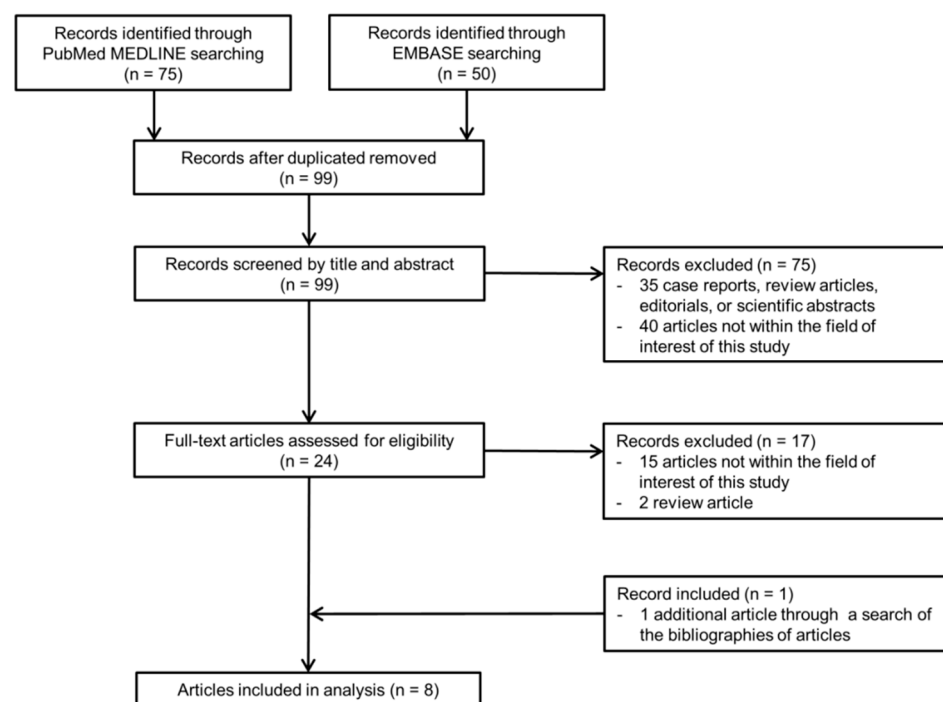 Records identified through
PubMed MEDLINE searching
(n = 75)
Records identified through
EMBASE searching
(n = 50)
Records after duplicated removed
(n = 99)
Records screened by title and abstract
(n = 99)
Records excluded (n = 75)
- 35 case reports, review articles,
editorials, or scientific abstracts
- 40 articles not within the field of
interest of this study
Full-text articles assessed for eligibility
(n = 24)
Records excluded (n = 17)
- 15 articles not within the field of
interest of this study
- 2 review article
Record included (n = 1)
- 1 additional article through a search of
the bibliographies of articles
Articles included in analysis (n = 8)